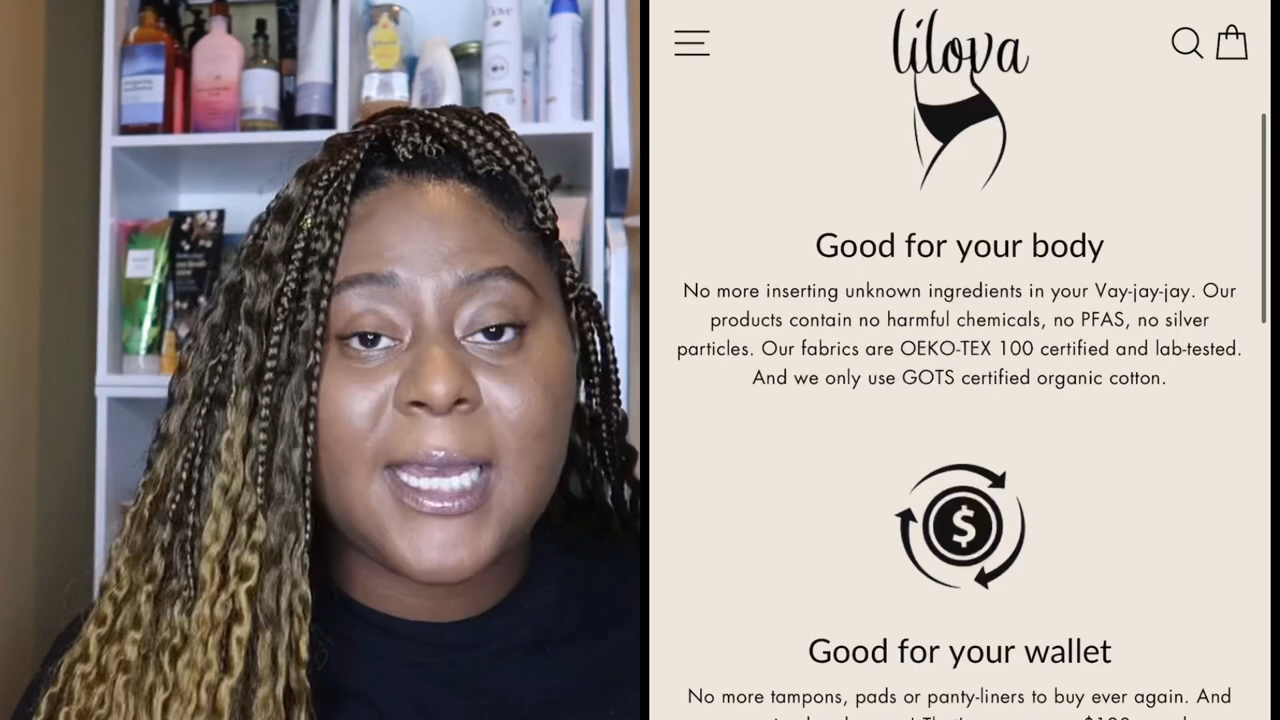 lilova
Good for your body
No more inserting unknown ingredients in your Vay-jay-jay. Our
products contain no harmful chemicals, no PFAS, no silver
particles. Our fabrics are OEKO-TEX 100 certified and lab-tested.
And we only use GOTS certified organic cotton.
$
Good for your wallet
No more tampons, pads or panty-liners to buy ever again. And